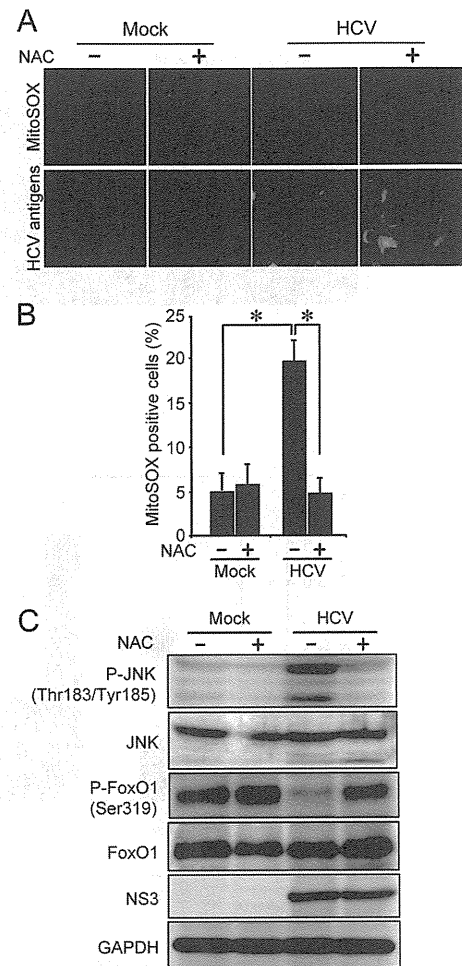 A
Mock HCV
NAC − + − +
MitoSOX
HCV antigens
B
MitoSOX positive cells (%)
25
20
15
10
5
0
* *
NAC − + − +
Mock HCV
C
Mock HCV
NAC − + − +
P-JNK
(Thr183/Tyr185)
JNK
P-FoxO1
(Ser319)
FoxO1
NS3
GAPDH